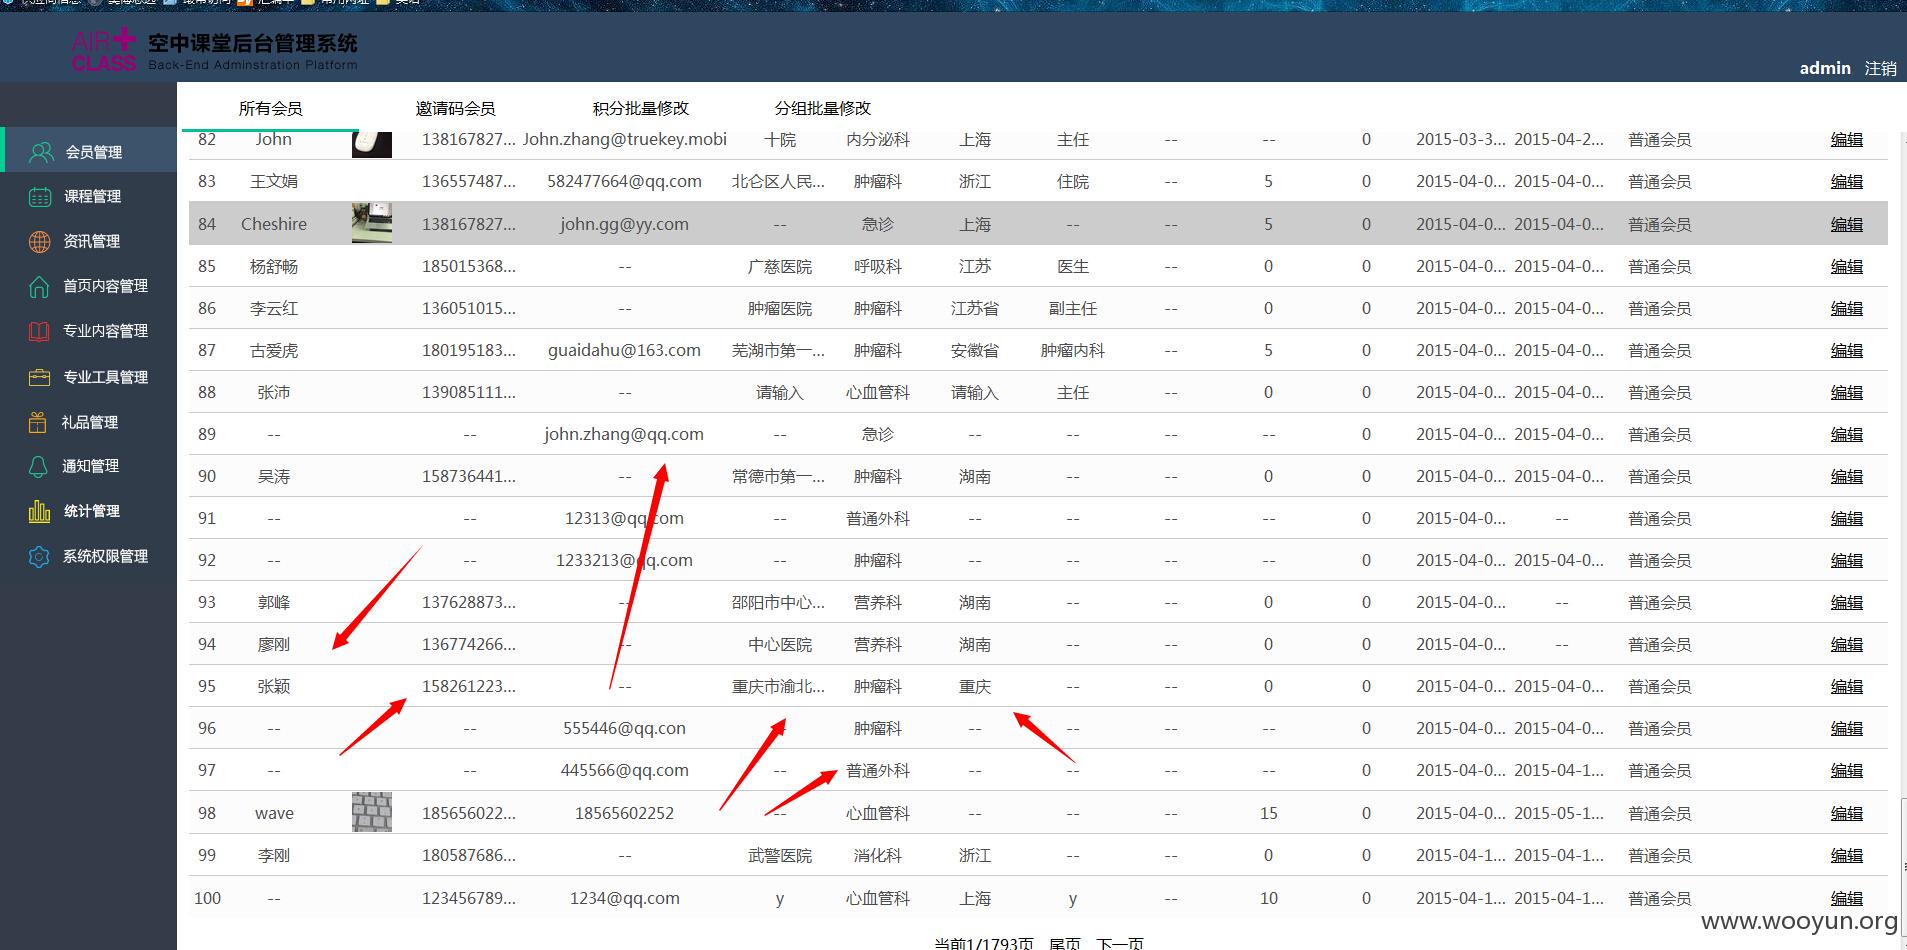 AIR CLASS 空中课堂后台管理系统
Back-End Adminstration Platform
admin 注销
所有会员 邀请码会员 积分批量修改 分组批量修改
会员管理
课程管理
资讯管理
首页内容管理
专业内容管理
专业工具管理
礼品管理
通知管理
统计管理
系统权限管理
82 John 138167827... John.zhang@truekey.mobi 十院 内分泌科 上海 主任 -- -- 0 2015-03-3... 2015-04-2... 普通会员 编辑
83 王文娟 136557487... 582477664@qq.com 北仑区人民... 肿瘤科 浙江 住院 -- 5 0 2015-04-0... 2015-04-0... 普通会员 编辑
84 Cheshire 138167827... john.gg@yy.com -- 急诊 上海 -- -- 5 0 2015-04-0... 2015-04-0... 普通会员 编辑
85 杨舒畅 185015368... -- 广慈医院 呼吸科 江苏 医生 -- 0 0 2015-04-0... 2015-04-0... 普通会员 编辑
86 李云红 136051015... -- 肿瘤医院 肿瘤科 江苏省 副主任 -- 0 0 2015-04-0... 2015-04-0... 普通会员 编辑
87 古爱虎 180195183... guaidahu@163.com 芜湖市第一... 肿瘤科 安徽省 肿瘤内科 -- 5 0 2015-04-0... 2015-04-0... 普通会员 编辑
88 张沛 139085111... -- 请输入 心血管科 请输入 主任 -- 0 0 2015-04-0... 2015-04-0... 普通会员 编辑
89 -- -- john.zhang@qq.com -- 急诊 -- -- -- -- 0 2015-04-0... 2015-04-0... 普通会员 编辑
90 吴涛 158736441... -- 常德市第一... 肿瘤科 湖南 -- -- 0 0 2015-04-0... 2015-04-0... 普通会员 编辑
91 -- -- 12313@qq.com -- 普通外科 -- -- -- -- 0 2015-04-0... -- 普通会员 编辑
92 -- -- 1233213@qq.com -- 肿瘤科 -- -- -- -- 0 2015-04-0... 2015-04-0... 普通会员 编辑
93 郭峰 137628873... -- 邵阳市中心... 营养科 湖南 -- -- 0 0 2015-04-0... -- 普通会员 编辑
94 廖刚 136774266... -- 中心医院 营养科 湖南 -- -- 0 0 2015-04-0... -- 普通会员 编辑
95 张颖 158261223... -- 重庆市渝北... 肿瘤科 重庆 -- -- 0 0 2015-04-0... 2015-04-0... 普通会员 编辑
96 -- -- 555446@qq.con -- 肿瘤科 -- -- -- -- 0 2015-04-0... 2015-04-0... 普通会员 编辑
97 -- -- 445566@qq.com -- 普通外科 -- -- -- -- 0 2015-04-0... 2015-04-1... 普通会员 编辑
98 wave 185656022... 18565602252 -- 心血管科 -- -- -- 15 0 2015-04-0... 2015-05-1... 普通会员 编辑
99 李刚 180587686... -- 武警医院 消化科 浙江 -- -- 0 0 2015-04-1... 2015-04-1... 普通会员 编辑
100 -- 123456789... 1234@qq.com y 心血管科 上海 y -- 10 0 2015-04-1... 2015-04-1... 普通会员 编辑
当前1/1793页 尾页 下一页
www.wooyun.org